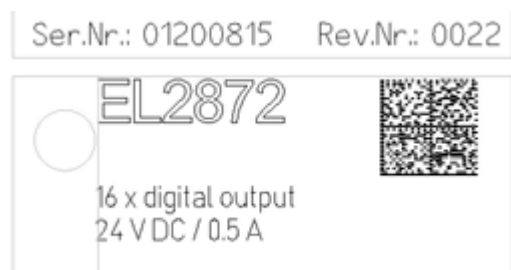 Ser.Nr.: 01200815 Rev.Nr.: 0022
EL2872
16 x digital output
24 V DC / 0.5 A